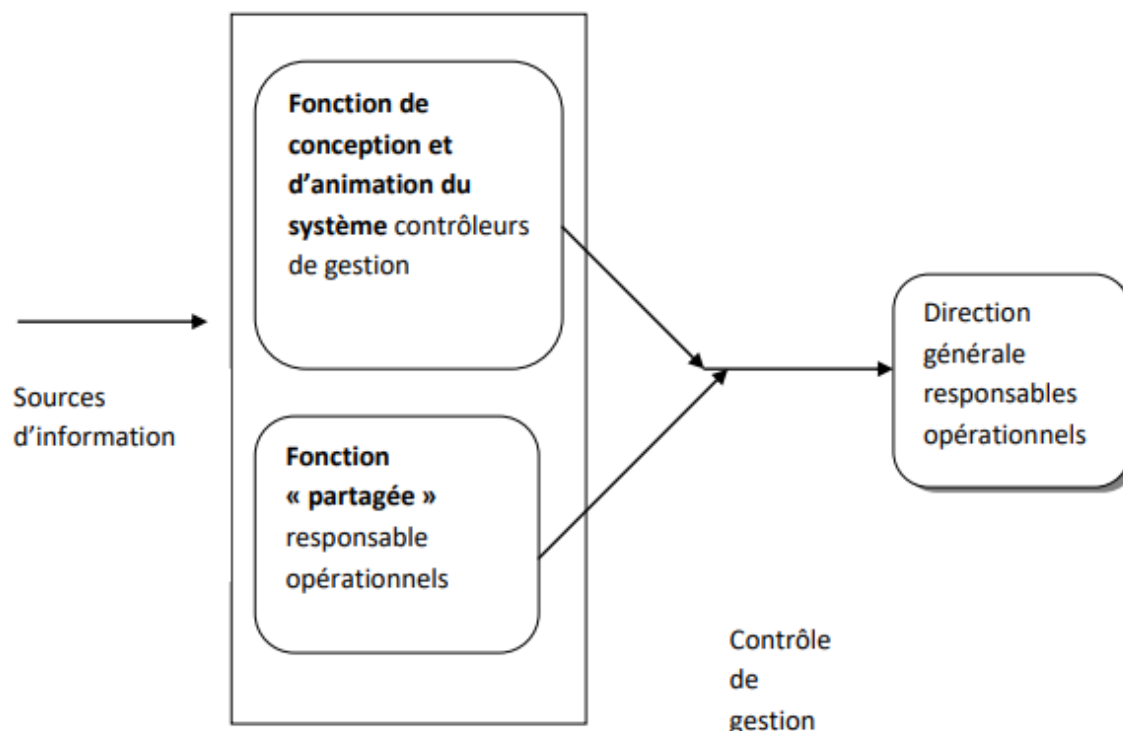 Fonction de
conception et
d'animation du
système contrôleurs
de gestion
Sources
d'information
Fonction
« partagée »
responsable
opérationnels
Direction
générale
responsables
opérationnels
Contrôle
de
gestion